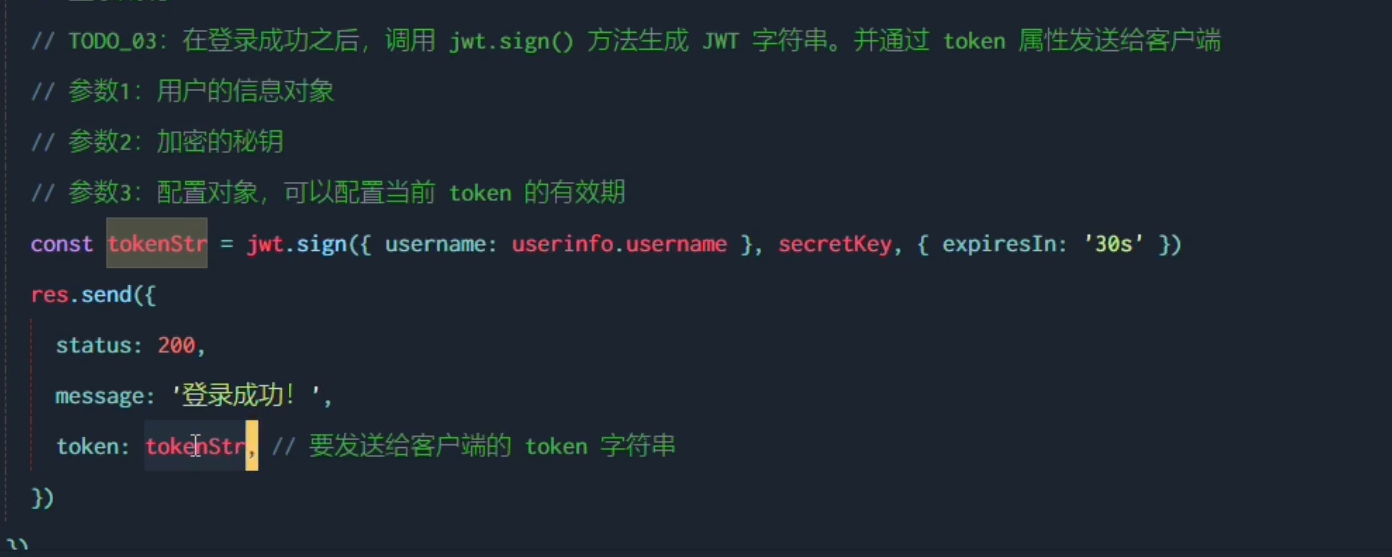 // TODO_03：在登录成功之后，调用 jwt.sign() 方法生成 JWT 字符串。并通过 token 属性发送给客户端
// 参数1：用户的信息对象
// 参数2：加密的秘钥
// 参数3：配置对象，可以配置当前 token 的有效期
const tokenStr = jwt.sign({ username: userinfo.username }, secretKey, { expiresIn: '30s' })
res.send({
status: 200,
message: '登录成功！',
token: tokenStr, // 要发送给客户端的 token 字符串
})
})